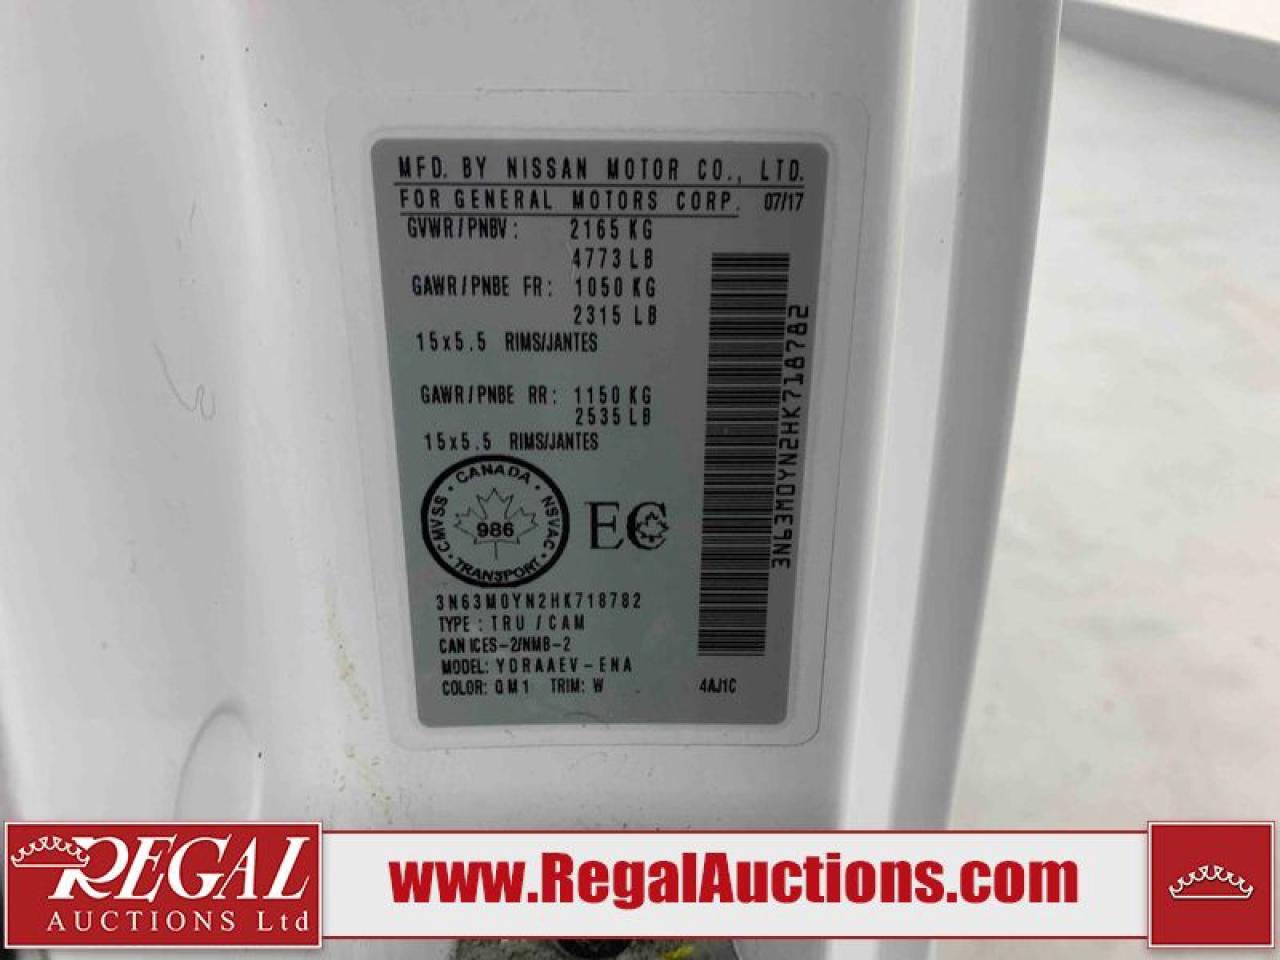 MFD. BY NISSAN MOTOR CO., LTD.
FOR GENERAL MOTORS CORP. 07/17
GVWR/PNBV: 2165 KG
4773 LB
GAWR/PNBE FR: 1050 KG
2315 LB
15x5.5 RIMS/JANTES
GAWR/PNBE RR: 1150 KG
2535 LB
15x5.5 RIMS/JANTES
CANADA
CMVSS 986 NSVAC
TRANSPORT
EC
3N63M0YN2HK718782
3N63M0YN2HK718782
TYPE: TRU/CAM
CAN ICES-2/NMB-2
MODEL: YDRAAEV-ENA
COLOR: QM1 TRIM: W 4AJ1C
REGAL
AUCTIONS Ltd
www.RegalAuctions.com